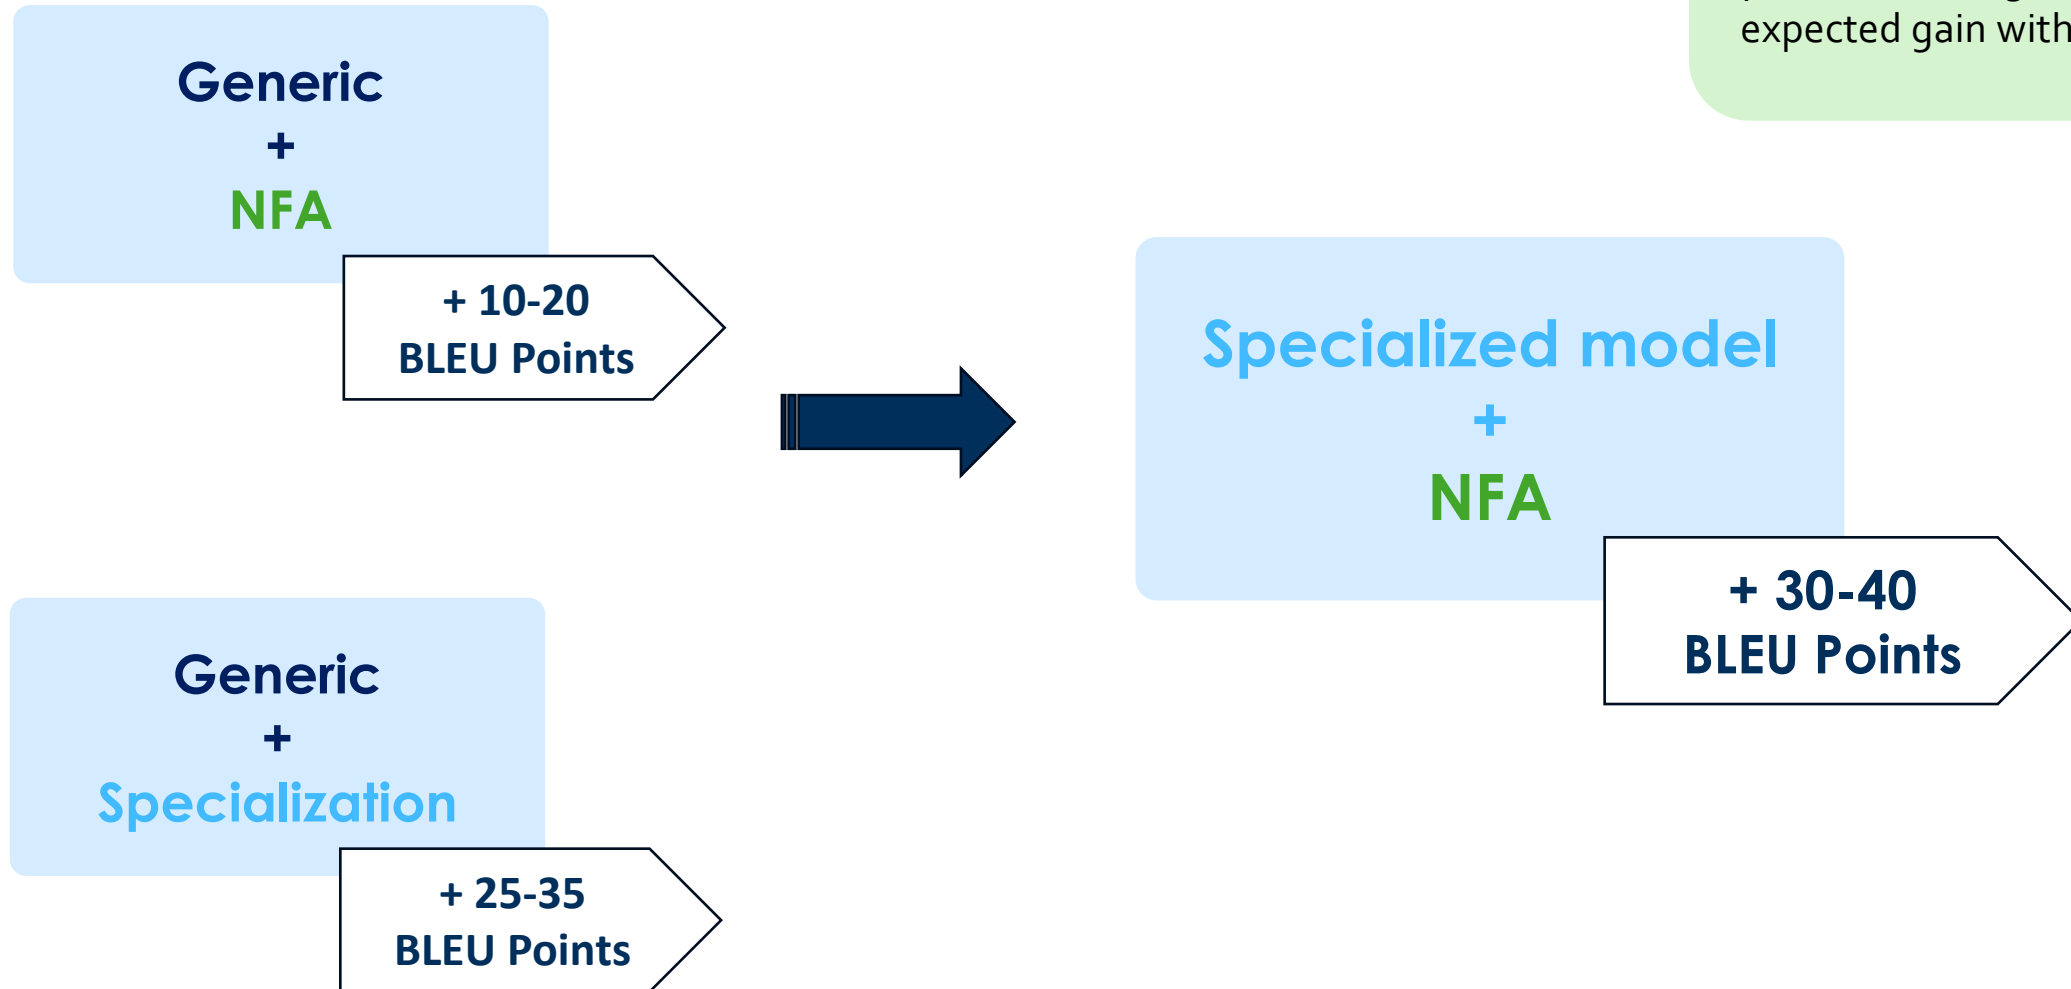 expected gain with
Generic
+
NFA
+ 10-20
BLEU Points
Specialized model
+
NFA
+ 30-40
BLEU Points
Generic
+
Specialization
+ 25-35
BLEU Points